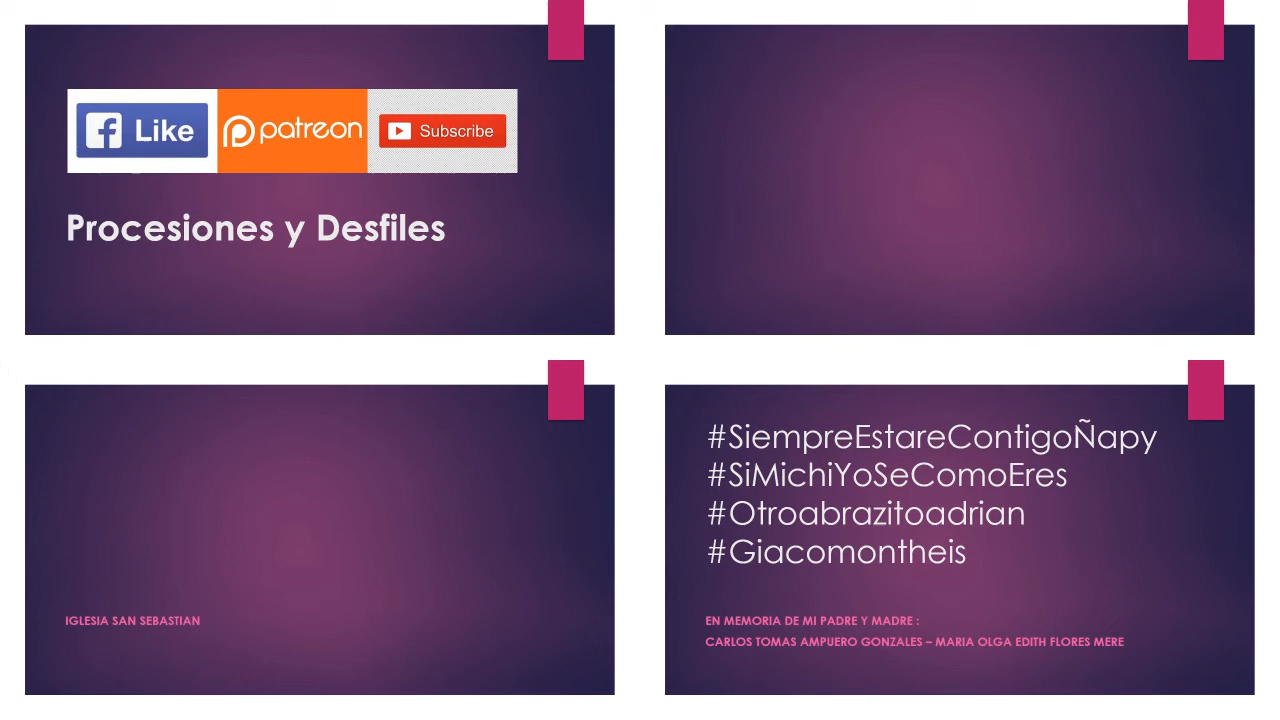 Like
patreon
Subscribe
Procesiones y Desfiles
IGLESIA SAN SEBASTIAN
#SiempreEstareContigoÑapy
#SiMichiYoSeComoEres
#Otroabrazitoadrian
#Giacomontheis
EN MEMORIA DE MI PADRE Y MADRE :
CARLOS TOMAS AMPUERO GONZALES – MARIA OLGA EDITH FLORES MERE